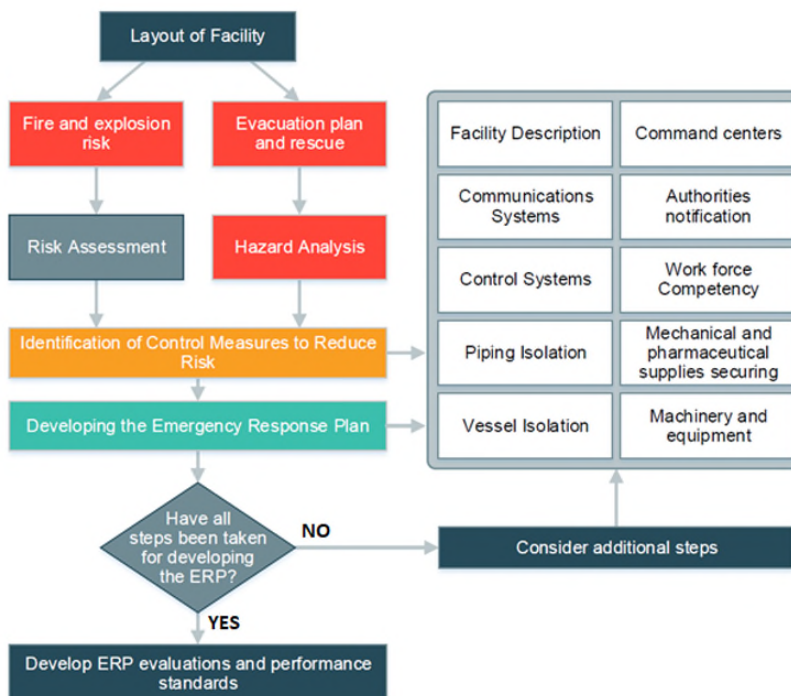 Layout of Facility
Fire and explosion
risk
Evacuation plan
and rescue
Risk Assessment
Hazard Analysis
Identification of Control Measures to Reduce
Risk
Developing the Emergency Response Plan
Have all
steps been taken
for developing
the ERP?
NO
YES
Develop ERP evaluations and performance
standards
Facility Description
Command centers
Communications
Systems
Authorities
notification
Control Systems
Work force
Competency
Piping Isolation
Mechanical and
pharmaceutical
supplies securing
Vessel Isolation
Machinery and
equipment
Consider additional steps